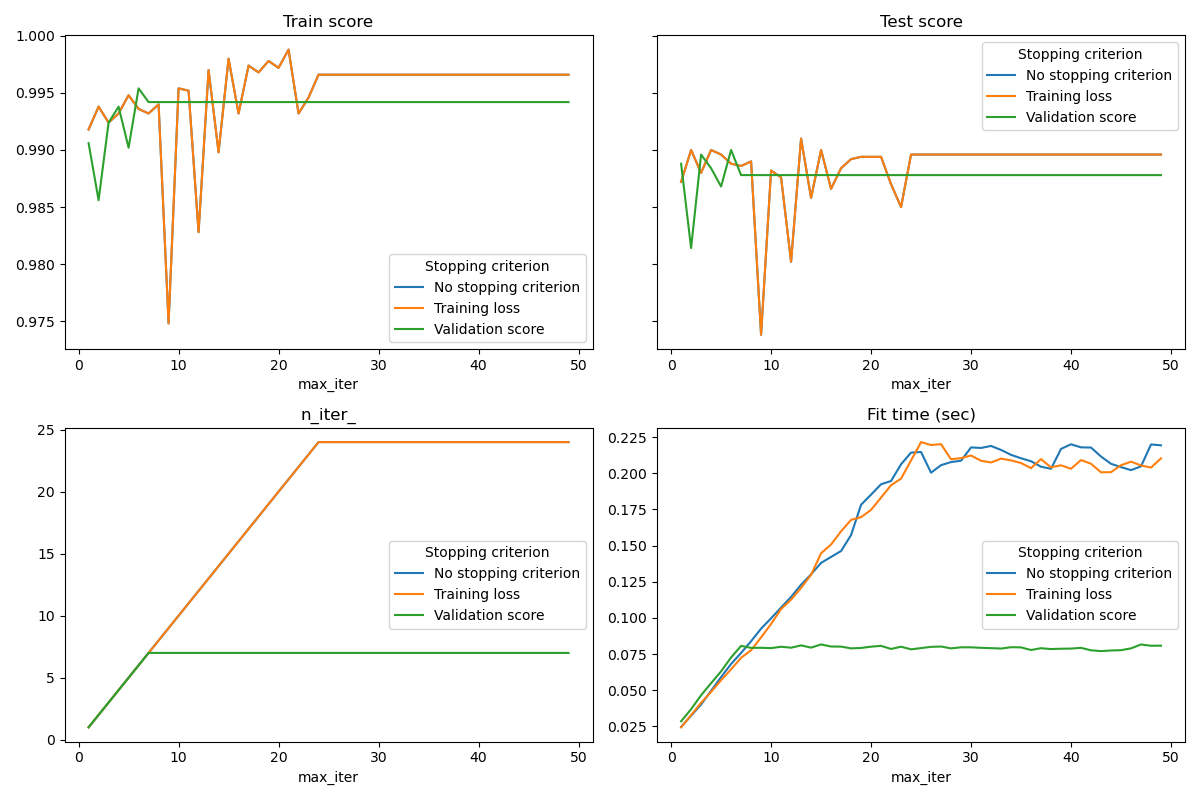 Train score
1.000
0.995
0.990
0.985
0.980
0.975
0
10
20
30
40
50
max_iter
Stopping criterion
No stopping criterion
Training loss
Validation score
Test score
Stopping criterion
No stopping criterion
Training loss
Validation score
0
10
20
30
40
50
max_iter
n_iter_
25
20
15
10
5
0
Stopping criterion
No stopping criterion
Training loss
Validation score
0
10
20
30
40
50
max_iter
Fit time (sec)
0.225
0.200
0.175
0.150
0.125
0.100
0.075
0.050
0.025
Stopping criterion
No stopping criterion
Training loss
Validation score
0
10
20
30
40
50
max_iter